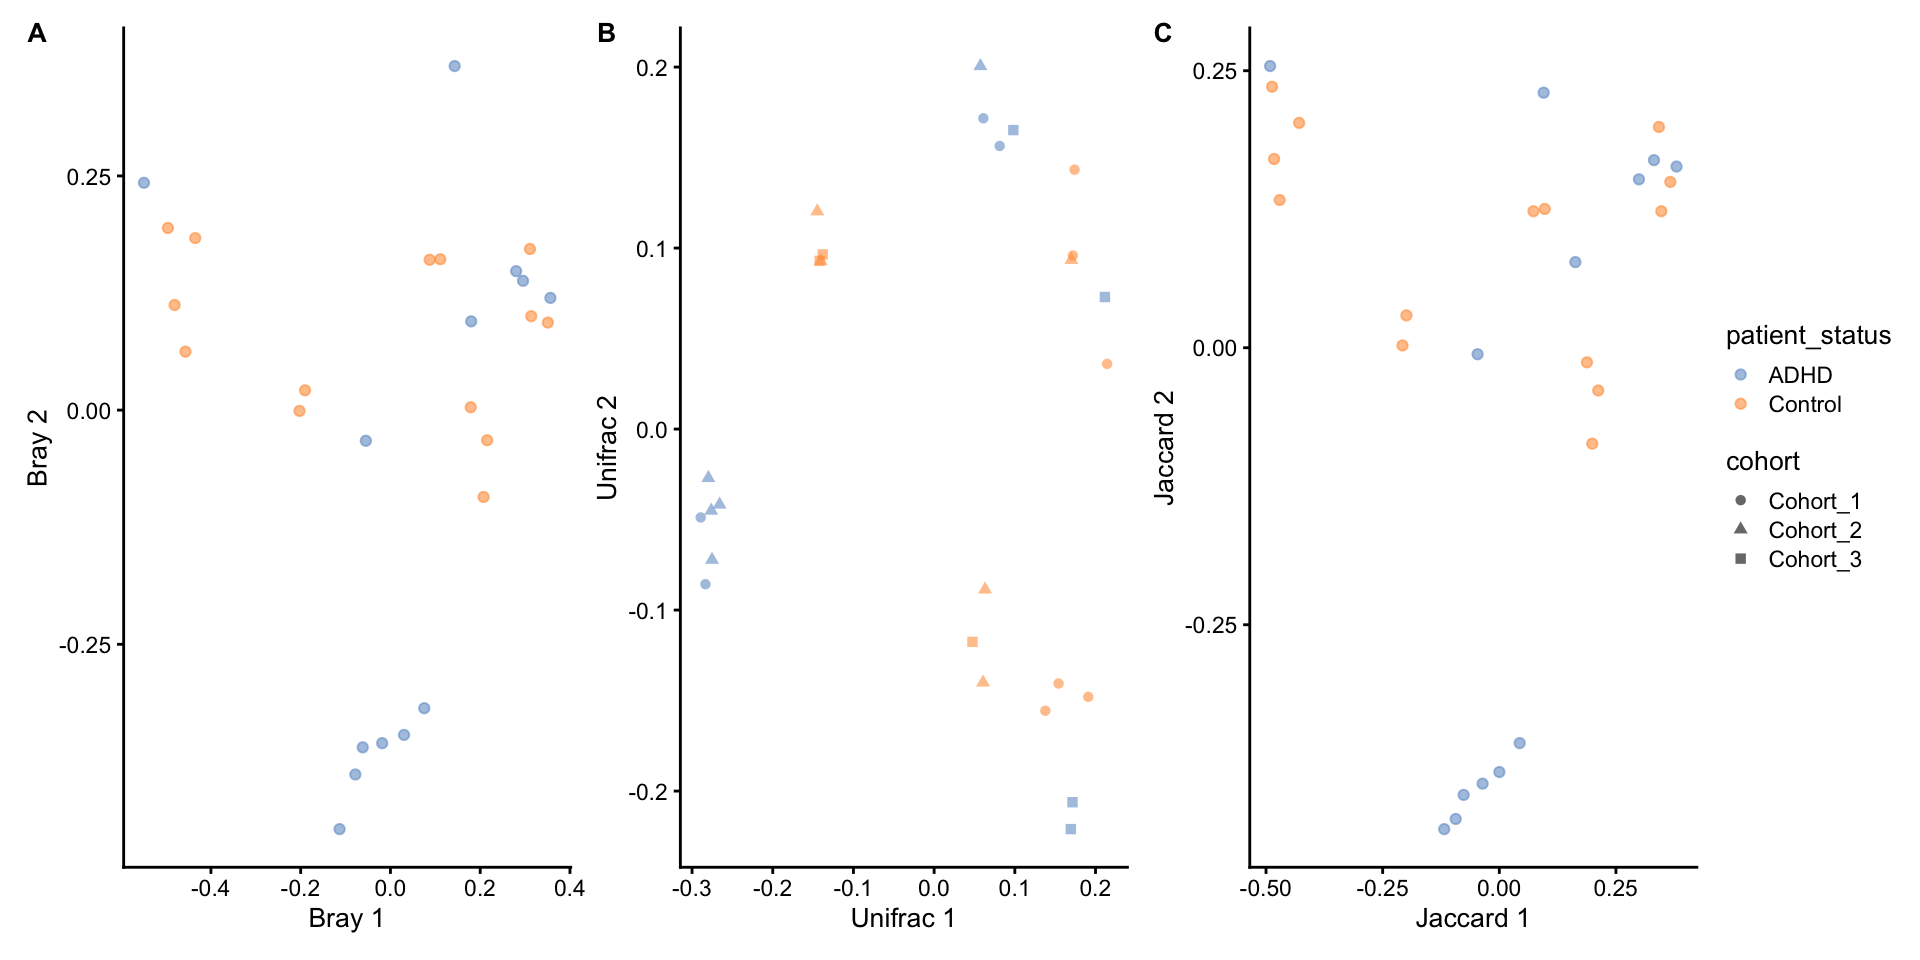 A
B
C
0.25
0.00
-0.25
Bray 2
-0.4
-0.2
0.0
0.2
0.4
Bray 1
0.2
0.1
0.0
-0.1
-0.2
Unifrac 2
-0.3
-0.2
-0.1
0.0
0.1
0.2
Unifrac 1
0.25
0.00
-0.25
Jaccard 2
-0.50
-0.25
0.00
0.25
Jaccard 1
patient_status
ADHD
Control
cohort
Cohort_1
Cohort_2
Cohort_3